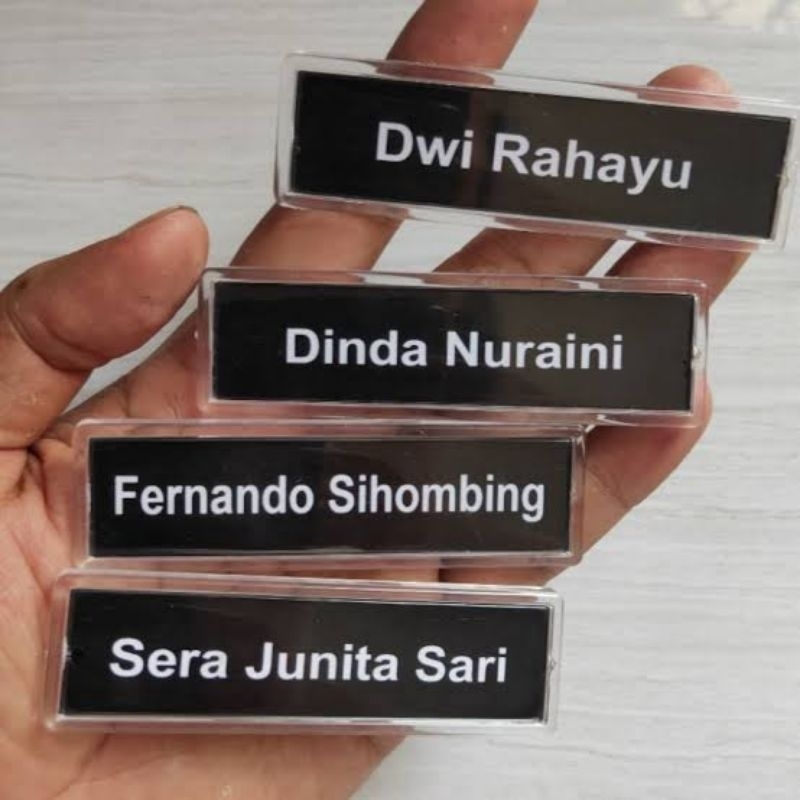 Dwi Rahayu
Dinda Nuraini
Fernando Sihombing
Sera Junita Sari